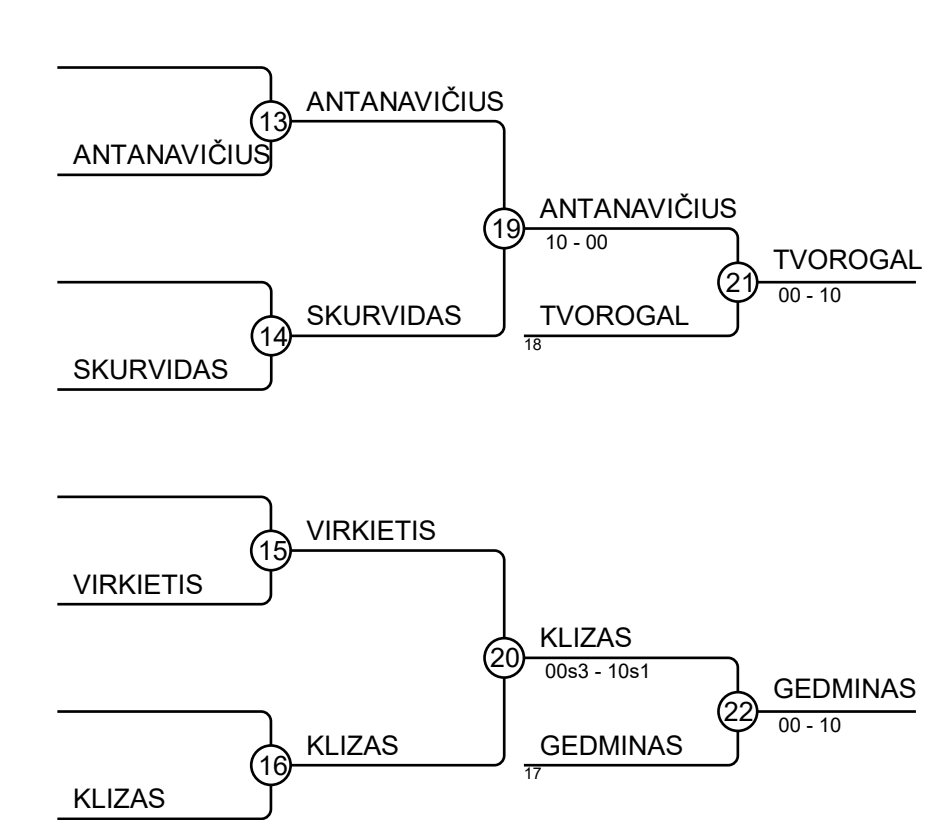 ANTANAVIČIUS
13
ANTANAVIČIUS
ANTANAVIČIUS
19
10 - 00
TVOROGAL
21
00 - 10
SKURVIDAS
TVOROGAL
14
18
SKURVIDAS
VIRKIETIS
15
VIRKIETIS
KLIZAS
20
00s3 - 10s1
GEDMINAS
22
00 - 10
KLIZAS
GEDMINAS
16
17
KLIZAS